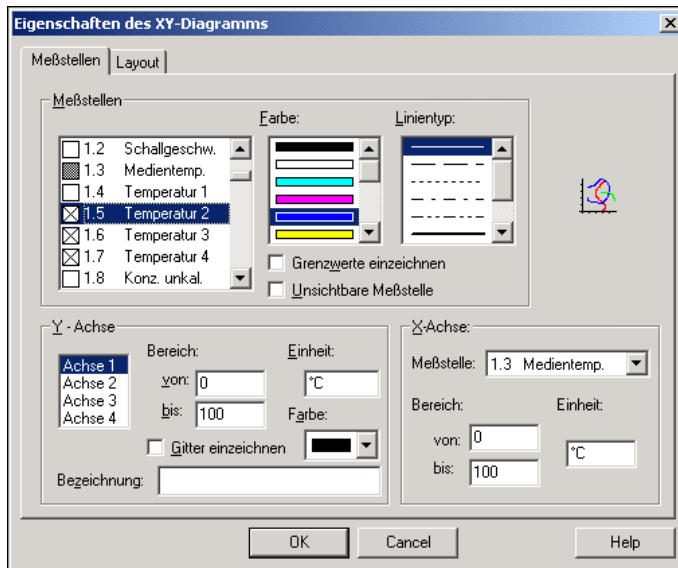 Eigenschaften des XY-Diagramms
Meßstellen Layout
Meßstellen
Farbe: Linientyp:
1.2 Schallgeschw.
1.3 Medientemp.
1.4 Temperatur 1
1.5 Temperatur 2
1.6 Temperatur 3
1.7 Temperatur 4
1.8 Konz. unkal.
Grenzwerte einzeichnen
Unsichtbare Meßstelle
Y - Achse
Achse 1
Achse 2
Achse 3
Achse 4
Bereich: Einheit:
von: 0 °C
bis: 100 Farbe:
Gitter einzeichnen
Bezeichnung:
X-Achse:
Meßstelle: 1.3 Medientemp.
Bereich: Einheit:
von: 0 °C
bis: 100
OK Cancel Help